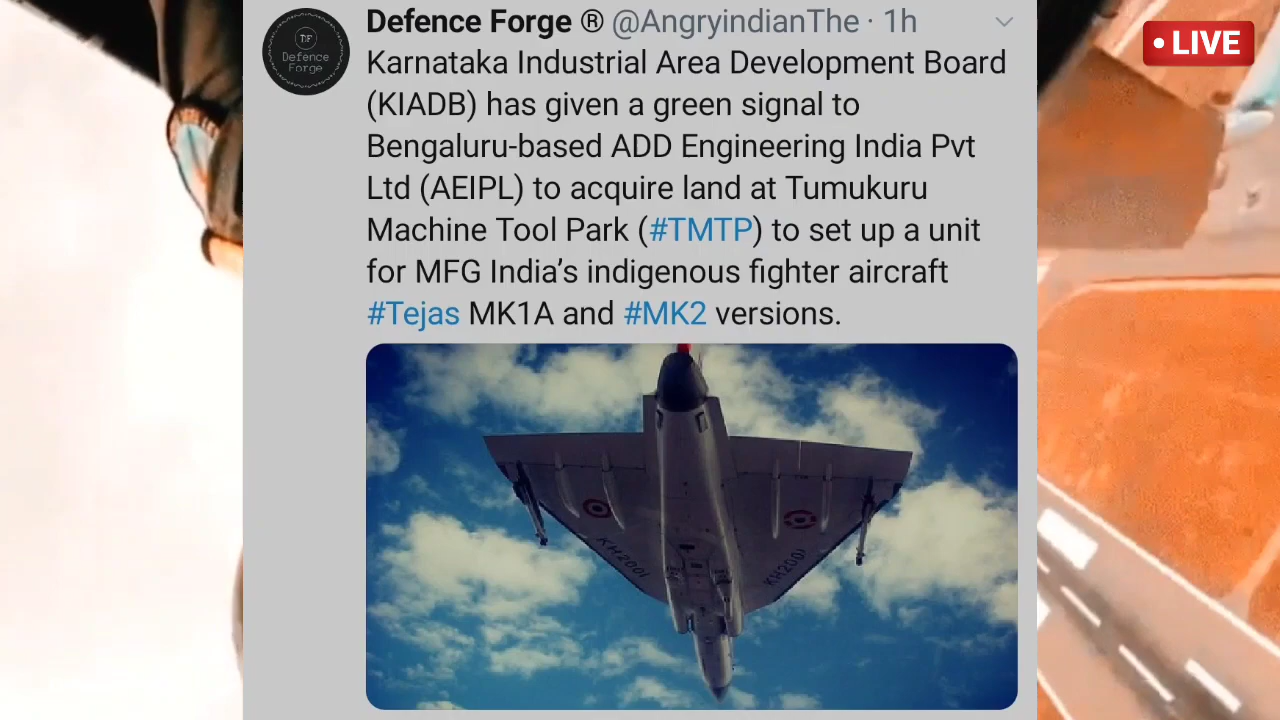 Defence Forge ® @AngryindianThe · 1h
• LIVE
DF
Defence
Forge
Karnataka Industrial Area Development Board
(KIADB) has given a green signal to
Bengaluru-based ADD Engineering India Pvt
Ltd (AEIPL) to acquire land at Tumukuru
Machine Tool Park (#TMTP) to set up a unit
for MFG India’s indigenous fighter aircraft
#Tejas MK1A and #MK2 versions.
KH2001
KH2001